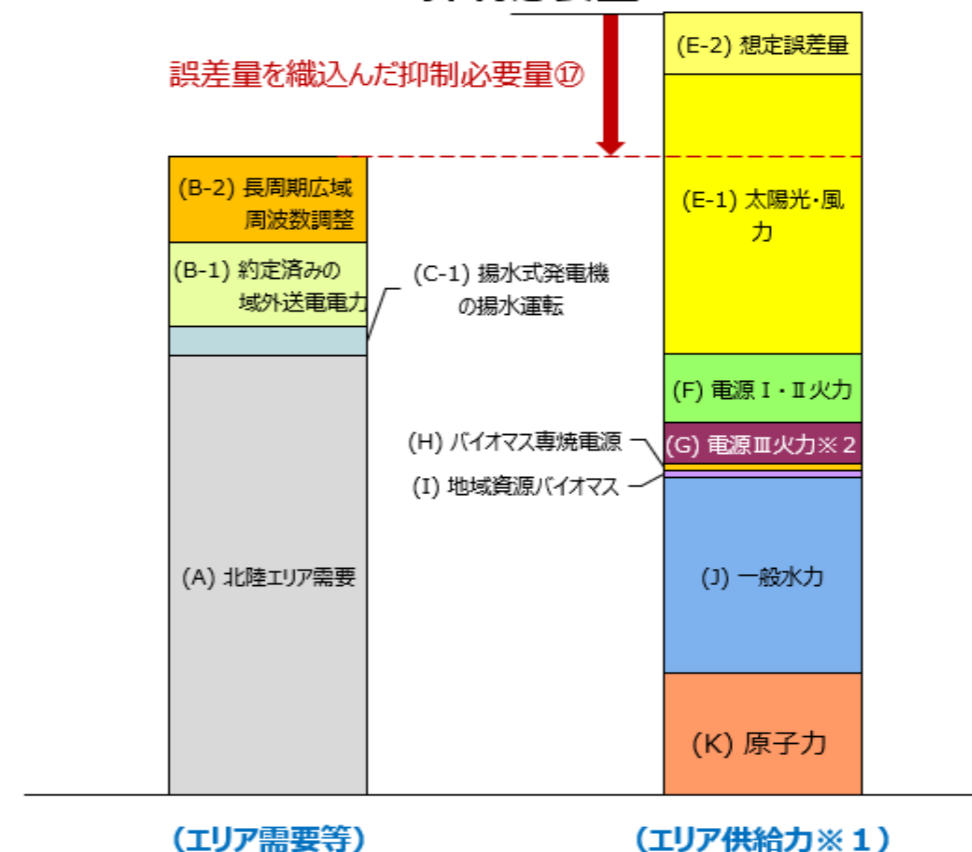 誤差量を織込んだ抑制必要量⑰
(E-2) 想定誤差量
(B-2) 長周期広域
周波数調整
(E-1) 太陽光・風
力
(B-1) 約定済みの
域外送電電力
(C-1) 揚水式発電機
の揚水運転
(F) 電源Ⅰ・Ⅱ火力
(H) バイオマス専焼電源
(G) 電源Ⅲ火力※2
(I) 地域資源バイオマス
(A) 北陸エリア需要
(J) 一般水力
(K) 原子力
(エリア需要等)
(エリア供給力※1)